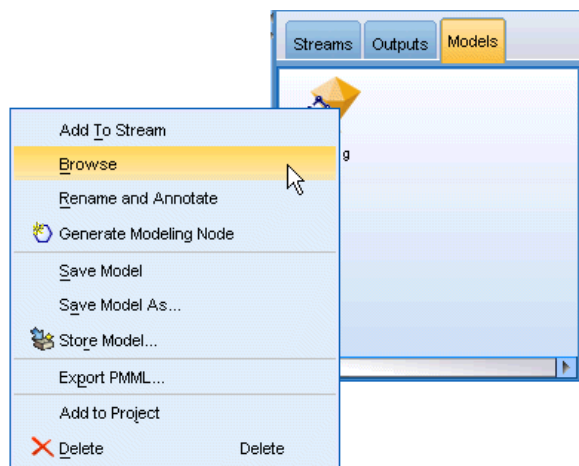 Streams Outputs Models
g
Add To Stream
Browse
Rename and Annotate
Generate Modeling Node
Save Model
Save Model As...
Store Model...
Export PMML...
Add to Project
Delete Delete